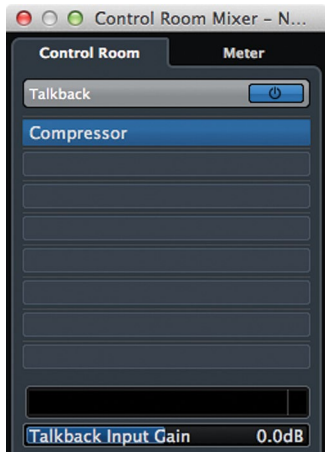 Control Room Mixer – N...
Control Room Meter
Talkback
Compressor
Talkback Input Gain 0.0dB